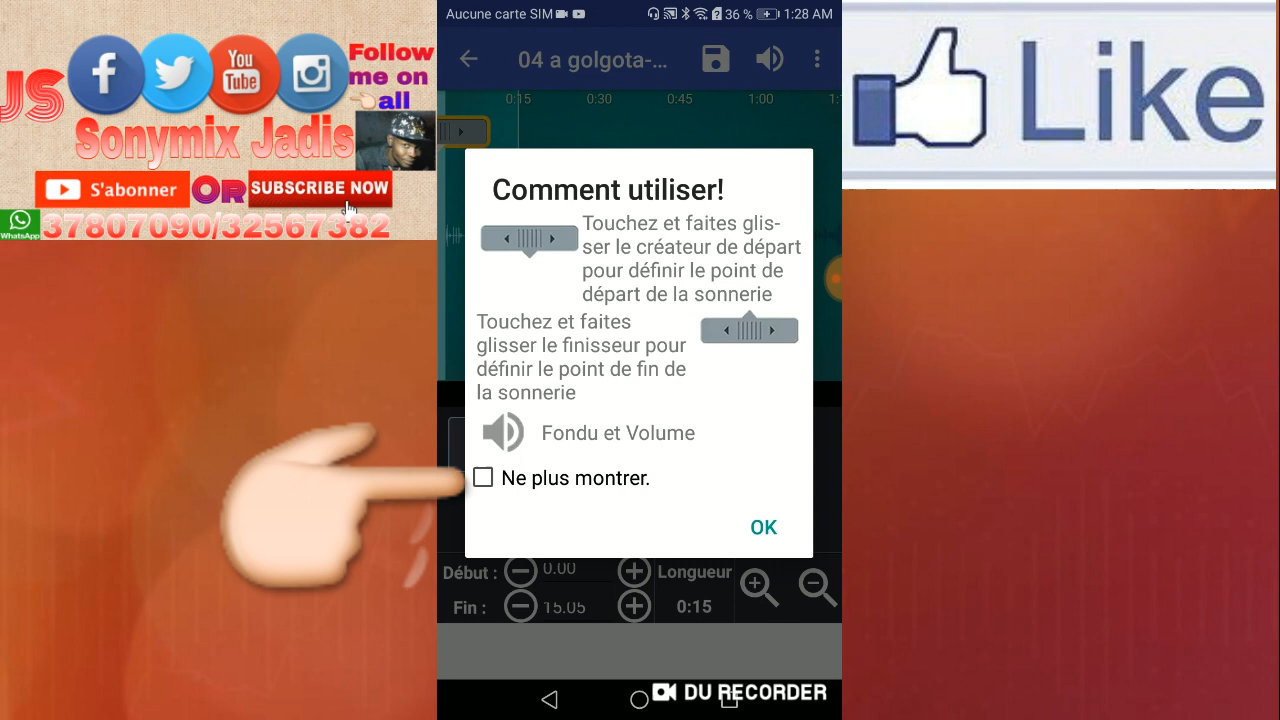 JS
Follow
me on
all
You
Tube
Sonymix Jadis
S'abonner OR SUBSCRIBE NOW
WhatsApp
37807090/32567382
Aucune carte SIM 36 % 1:28 AM
04 a golgota-...
0:15 0:30 0:45 1:00 1:1
Comment utiliser!
Touchez et faites glis-
ser le créateur de départ
pour définir le point de
départ de la sonnerie
Touchez et faites
glisser le finisseur pour
définir le point de fin de
la sonnerie
Fondu et Volume
Ne plus montrer.
OK
Début : 0.00 Longueur
Fin : 15.05 0:15
DU RECORDER
Like